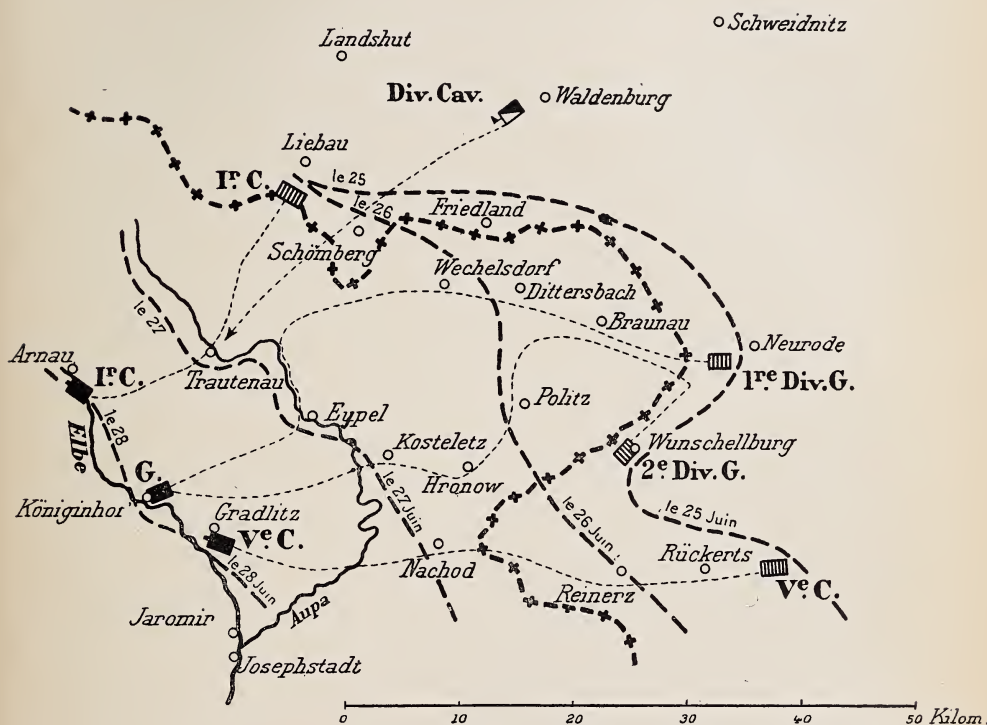 Schweidnitz
Landshut
Div. Cav.
Waldenburg
Liebau
Ir. C.
le 25
le 26
Friedland
Schömberg
Wechelsdorf
Dittersbach
Braunau
le 27
Neurode
Arnau
Ir C.
Trautenau
1re Div. G.
le 28
Eypel
Politz
Elbe
Kosteletz
Wunschellburg
2e Div. G.
G.
Hronow
Königinhof
le 27 Juin
le 25 Juin
Gradlitz
Ve C.
le 26 Juin
Rückerts
Nachod
le 28 Juin
Reinerz
Ve C.
Aupa
Jaromir
Josephstadt
0 10 20 30 40 50 Kilom.